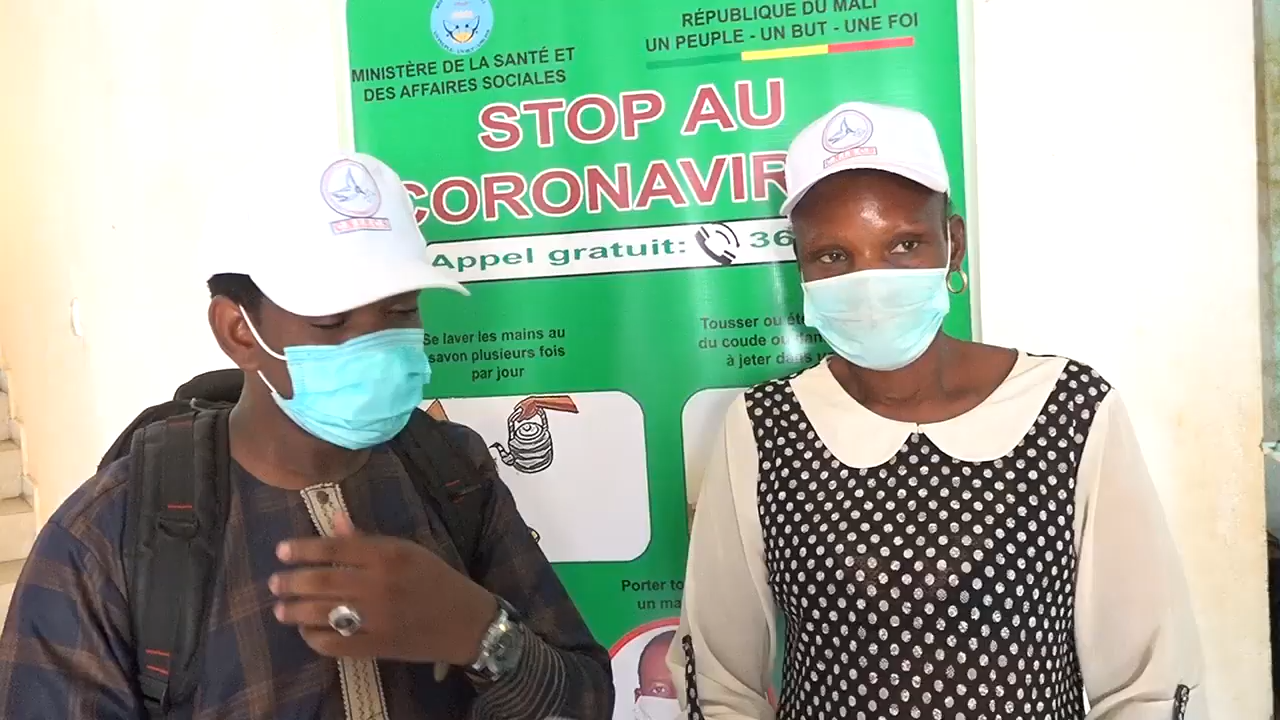 MINISTÈRE DE LA SANTÉ ET
DES AFFAIRES SOCIALES
RÉPUBLIQUE DU MALI
UN PEUPLE - UN BUT - UNE FOI
STOP AU
CORONAVIR
Appel gratuit: 36
Se laver les mains au
savon plusieurs fois
par jour
Tousser ou
du coude ou
à jeter dans
Porter
un